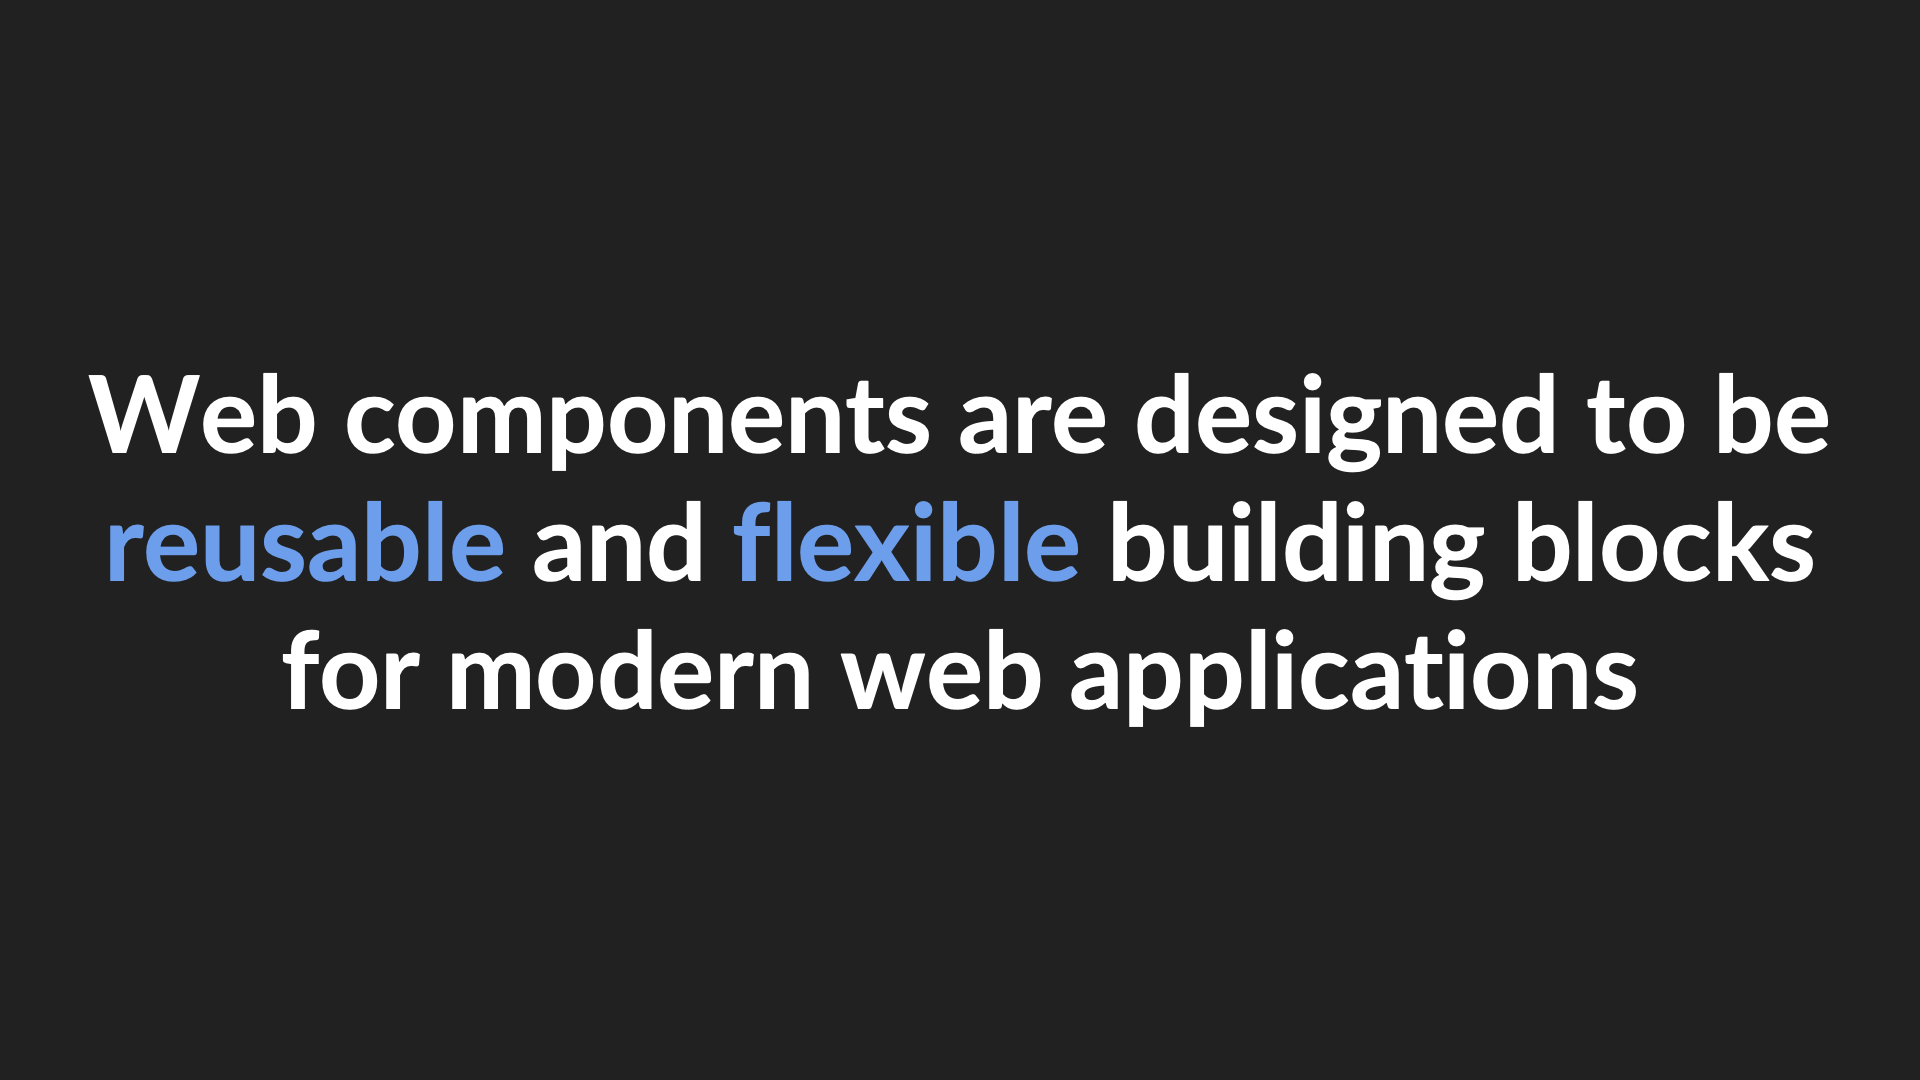 Web components are designed to be
reusable and flexible building blocks
for modern web applications